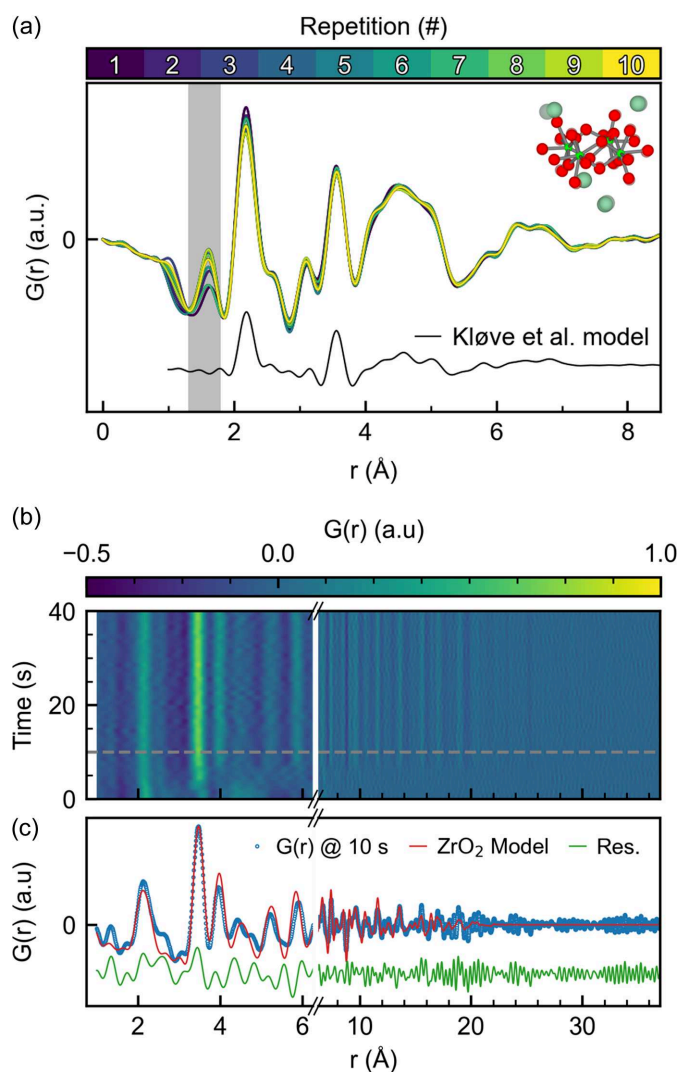 (a)
Repetition (#)
1 2 3 4 5 6 7 8 9 10
G(r) (a.u.)
0
Kløve et al. model
0 2 4 6 8
r (Å)
(b)
G(r) (a.u)
−0.5 0.0 1.0
Time (s)
40
20
0
(c)
G(r) @ 10 s ZrO₂ Model Res.
G(r) (a.u)
0
2 4 6 10 20 30
r (Å)